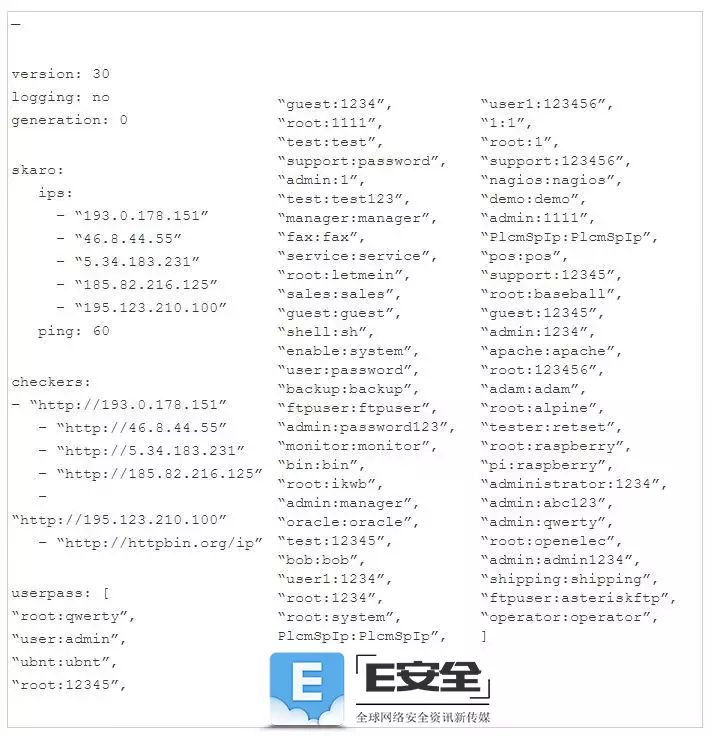 —
version: 30
logging: no
generation: 0
skaro:
ips:
– “193.0.178.151”
– “46.8.44.55”
– “5.34.183.231”
– “185.82.216.125”
– “195.123.210.100”
ping: 60
checkers:
– “http://193.0.178.151”
– “http://46.8.44.55”
– “http://5.34.183.231”
– “http://185.82.216.125”
–
“http://195.123.210.100”
– “http://httpbin.org/ip”
userpass: [
“root:qwerty”,
“user:admin”,
“ubnt:ubnt”,
“root:12345”,
“guest:1234”,
“root:1111”,
“test:test”,
“support:password”,
“admin:1”,
“test:test123”,
“manager:manager”,
“fax:fax”,
“service:service”,
“root:letmein”,
“sales:sales”,
“guest:guest”,
“shell:sh”,
“enable:system”,
“user:password”,
“backup:backup”,
“ftpuser:ftpuser”,
“admin:password123”,
“monitor:monitor”,
“bin:bin”,
“root:ikwb”,
“admin:manager”,
“oracle:oracle”,
“test:12345”,
“bob:bob”,
“user1:1234”,
“root:1234”,
“root:system”,
PlcmSpIp:PlcmSpIp”,
“user1:123456”,
“1:1”,
“root:1”,
“support:123456”,
“nagios:nagios”,
“demo:demo”,
“admin:1111”,
“PlcmSpIp:PlcmSpIp”,
“pos:pos”,
“support:12345”,
“root:baseball”,
“guest:12345”,
“admin:1234”,
“apache:apache”,
“root:123456”,
“adam:adam”,
“root:alpine”,
“tester:retset”,
“root:raspberry”,
“pi:raspberry”,
“administrator:1234”,
“admin:abc123”,
“admin:qwerty”,
“root:openelec”,
“admin:admin1234”,
“shipping:shipping”,
“ftpuser:asteriskftp”,
“operator:operator”,
]
E
E安全
全球网络安全资讯新传媒